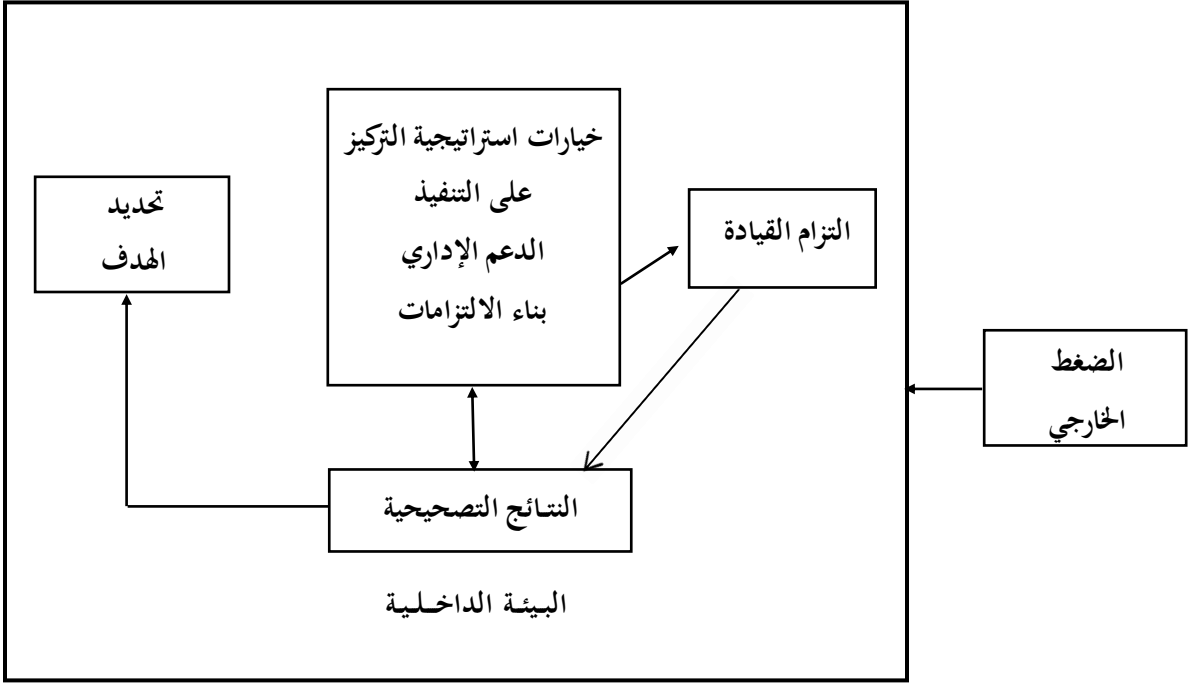 خيارات استراتيجية التركيز
على التنفيذ
الدعم الإداري
بناء الالتزامات
التزام القيادة
تحديد
الهدف
الضغط
الخارجي
النتائج التصحيحية
البيئة الداخلية